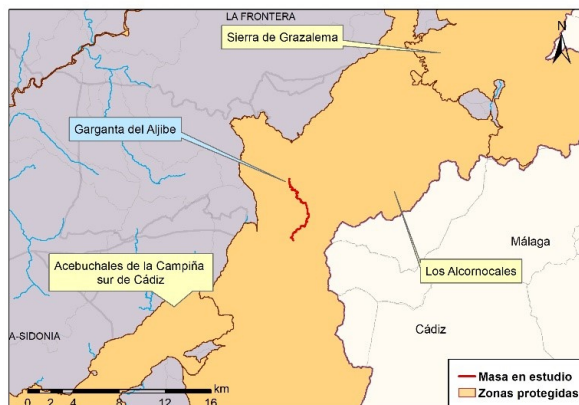 LA FRONTERA
Sierra de Grazalema
N
Garganta del Aljibe
Málaga
Acebuchales de la Campiña
sur de Cádiz
Los Alcornocales
A-SIDONIA
Cádiz
km
0 2 4 8 12 16
Masa en estudio
Zonas protegidas